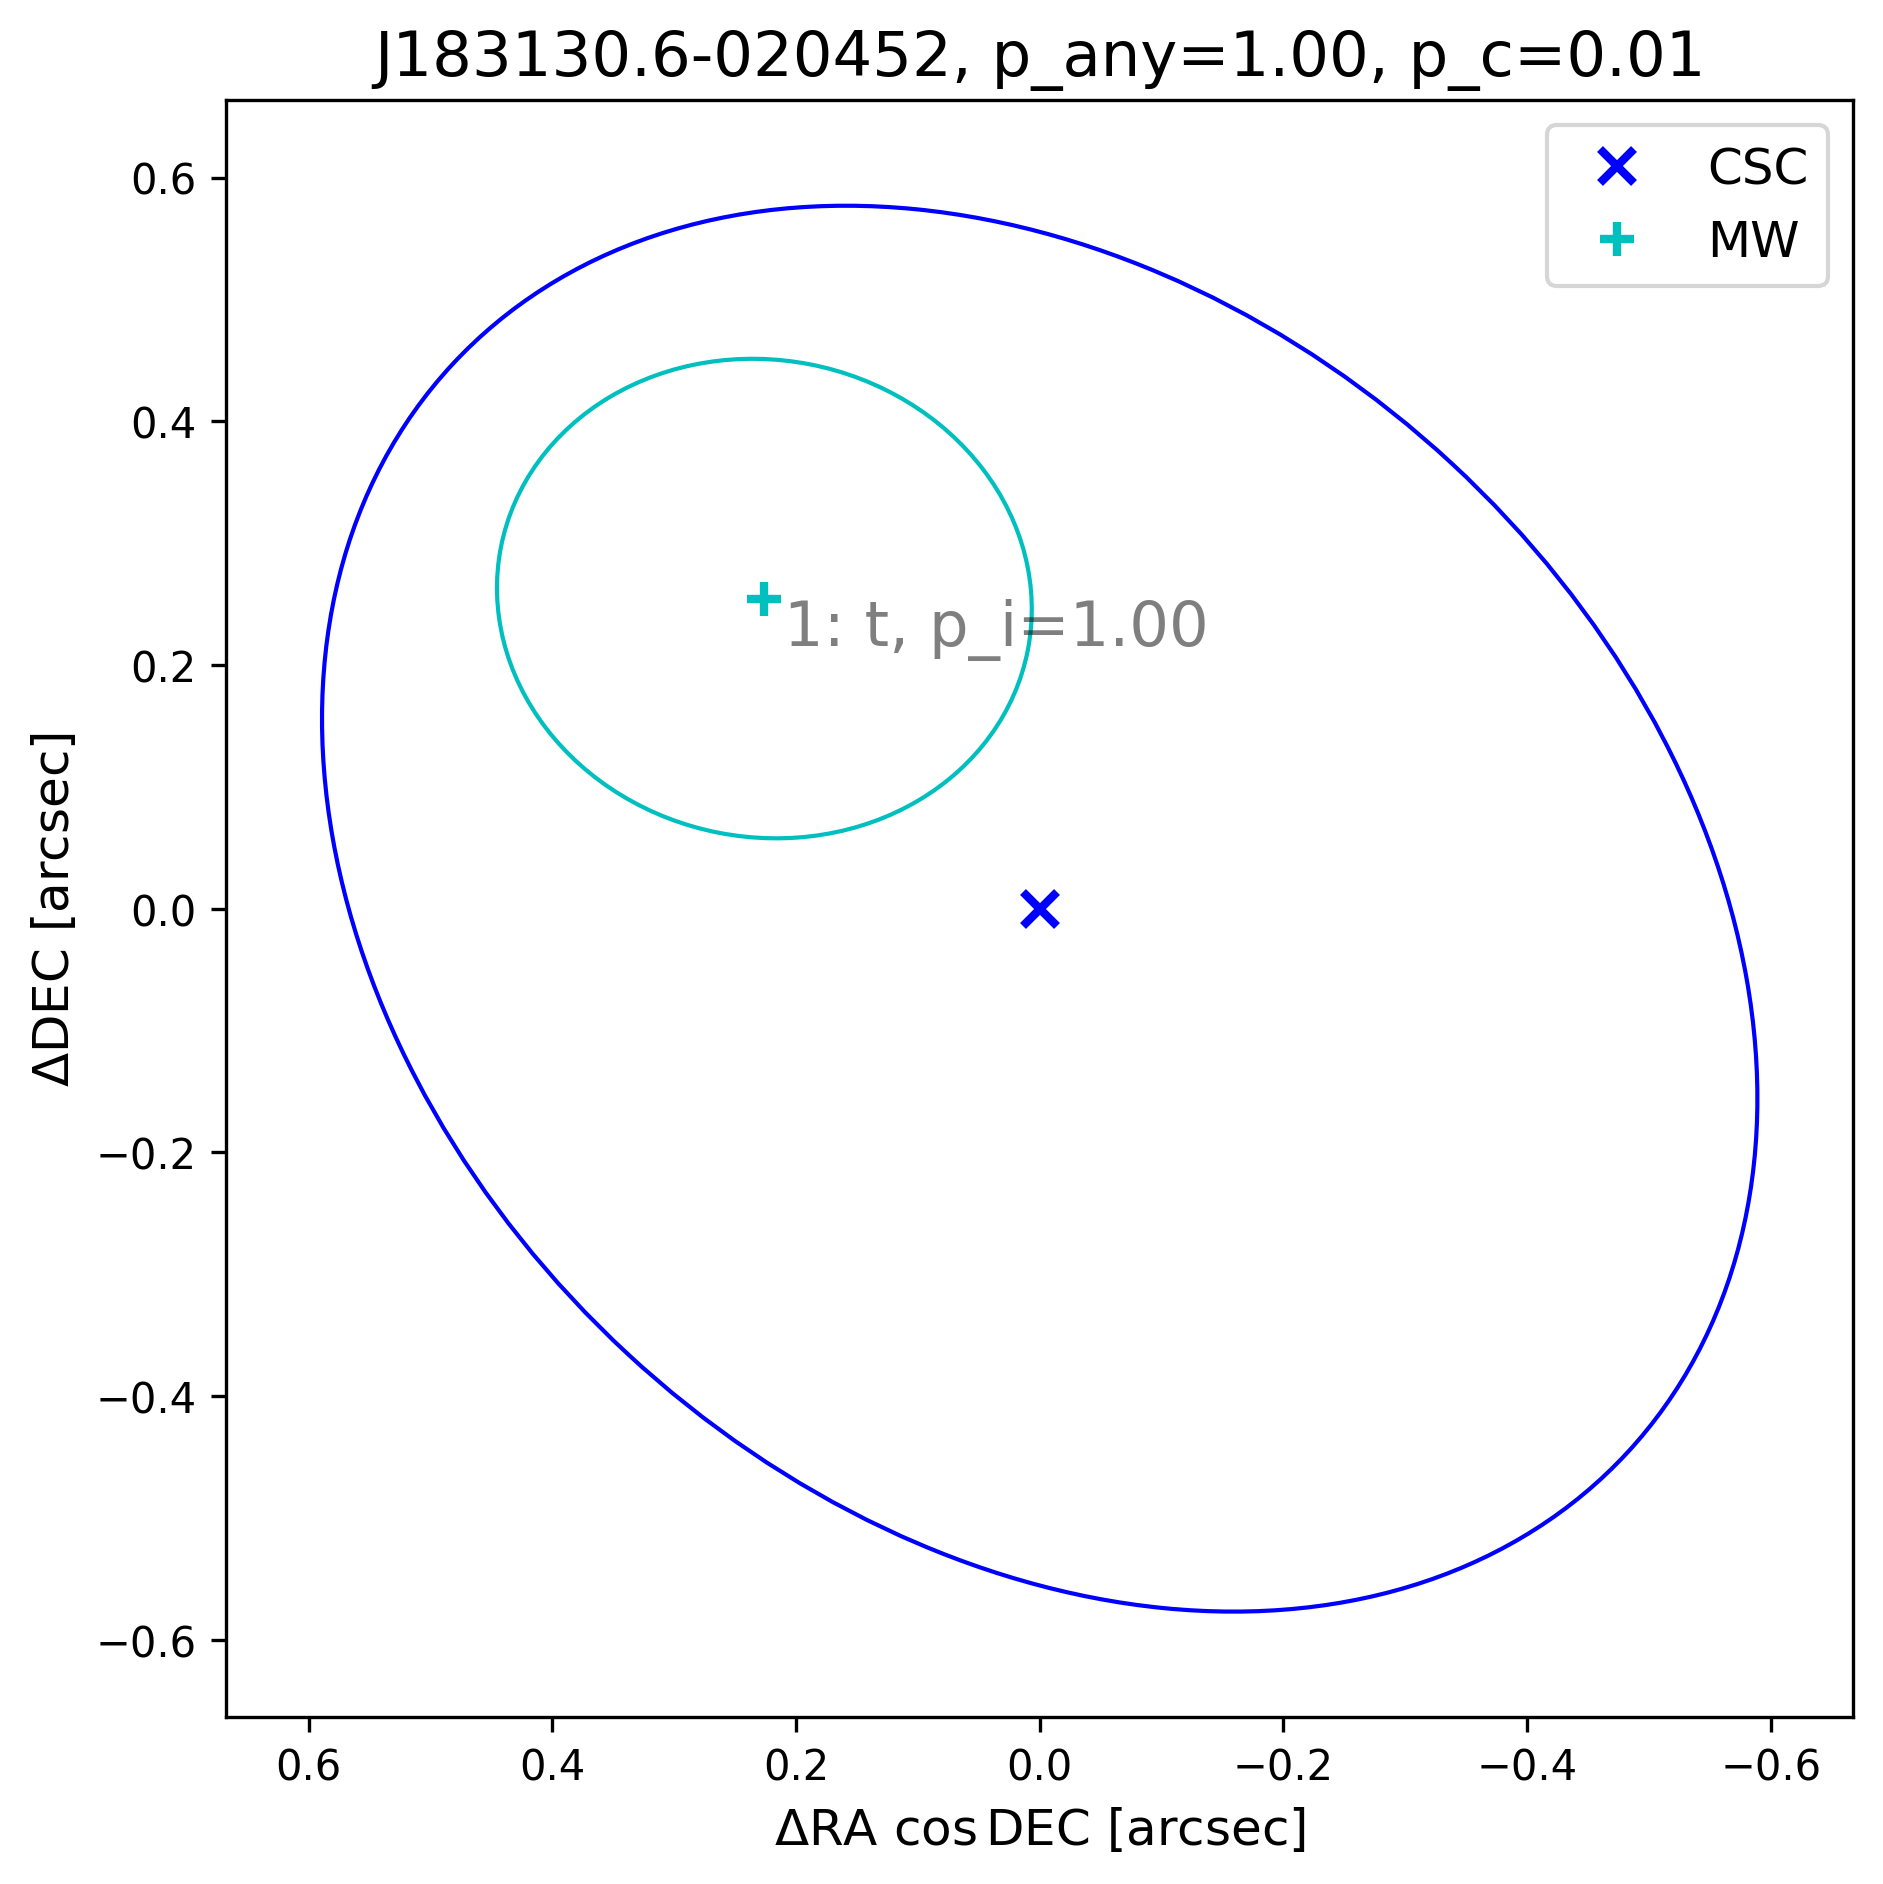 J183130.6-020452, p_any=1.00, p_c=0.01
CSC
MW
1: t, p_i=1.00
0.6
0.4
0.2
0.0
−0.2
−0.4
−0.6
ΔDEC [arcsec]
0.6 0.4 0.2 0.0 −0.2 −0.4 −0.6
ΔRA cos DEC [arcsec]